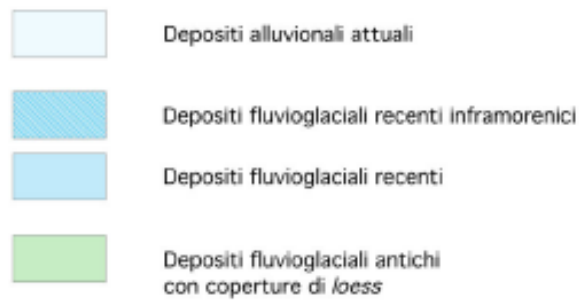 Depositi alluvionali attuali
Depositi fluvioglaciali recenti inframorenici
Depositi fluvioglaciali recenti
Depositi fluvioglaciali antichi
con coperture di loess